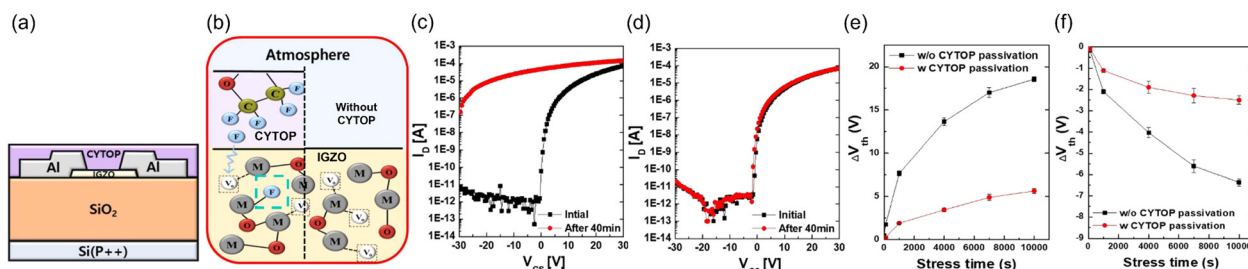 (a)
CYTOP
Al
IGZO
Al
SiO2
Si(P++)
(b)
Atmosphere
O
C
C
F
F
F
F
F
CYTOP
Without
CYTOP
IGZO
M
O
M
F
M
M
O
M
O
M
O
M
M
M
O
M
O
(c)
1E-3
1E-4
1E-5
1E-6
1E-7
1E-8
1E-9
1E-10
1E-11
1E-12
1E-13
1E-14
ID [A]
Intial
After 40min
-30
-20
-10
0
10
20
30
VGS [V]
(d)
1E-3
1E-4
1E-5
1E-6
1E-7
1E-8
1E-9
1E-10
1E-11
1E-12
1E-13
1E-14
ID [A]
Initial
After 40min
-30
-20
-10
0
10
20
30
(e)
w/o CYTOP passivation
w CYTOP passivation
20
15
10
5
0
ΔVth (V)
0
2000
4000
6000
8000
10000
Stress time (s)
(f)
0
-1
-2
-3
-4
-5
-6
-7
-8
-9
ΔVth (V)
w/o CYTOP passivation
w CYTOP passivation
0
2000
4000
6000
8000
10000
Stress time (s)